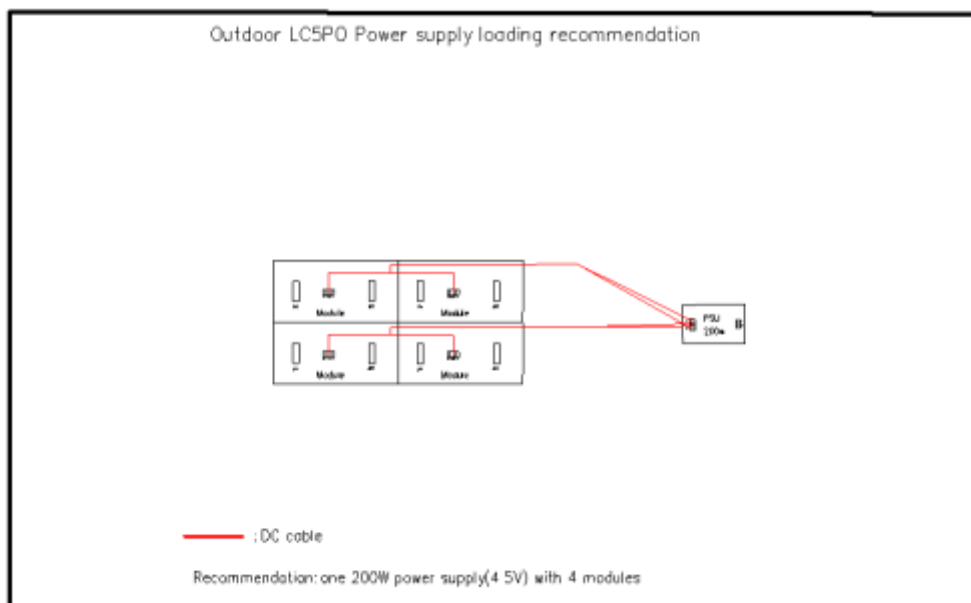 Outdoor LC5PO Power supply loading recommendation
Module
Module
PSU
200w
Module
Module
: DC cable
Recommendation: one 200W power supply(4 5V) with 4 modules